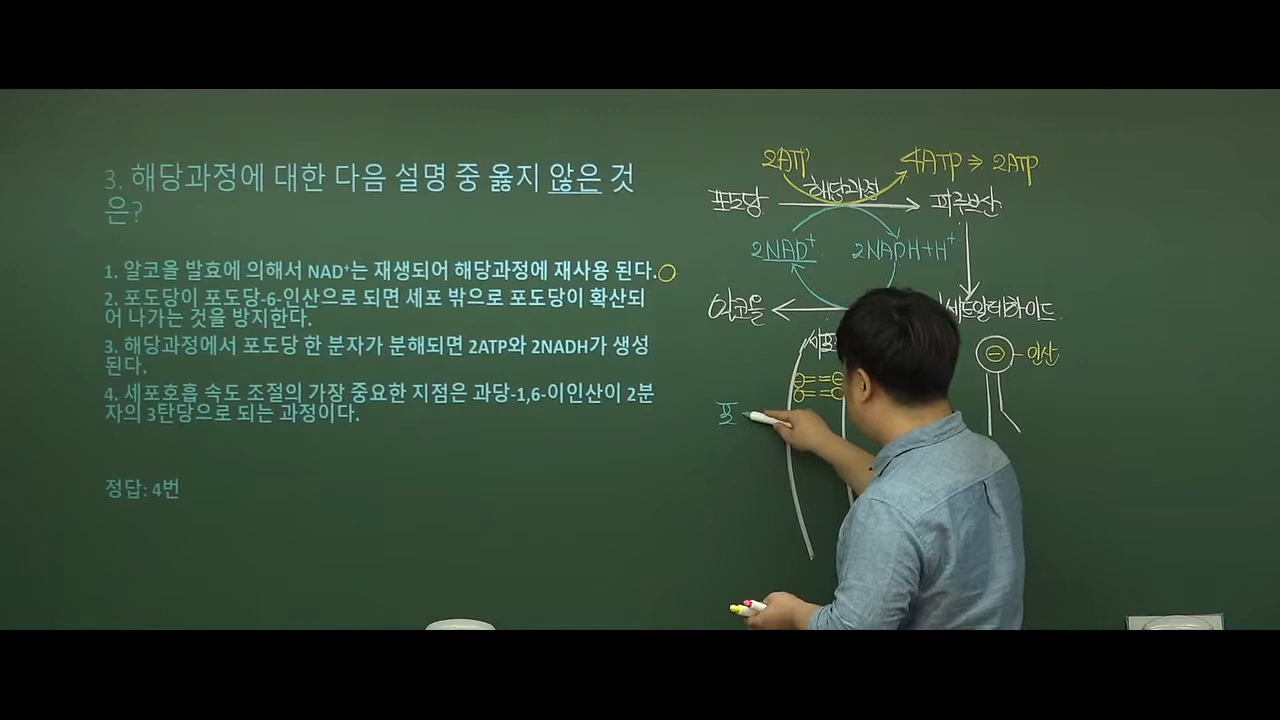 3. 해당과정에 대한 다음 설명 중 옳지 않은 것
은?
1. 알코올 발효에 의해서 NAD⁺는 재생되어 해당과정에 재사용 된다.
2. 포도당이 포도당-6-인산으로 되면 세포 밖으로 포도당이 확산되
어 나가는 것을 방지한다.
3. 해당과정에서 포도당 한 분자가 분해되면 2ATP와 2NADH가 생성
된다.
4. 세포호흡 속도 조절의 가장 중요한 지점은 과당-1,6-이인산이 2분
자의 3탄당으로 되는 과정이다.
정답: 4번
2ATP 4ATP ⇒ 2ATP
포도당 해당과정 피루브산
2NAD⁺ 2NADH+H⁺
알코올 세트알데하이드
세포
⊖ 인산
포